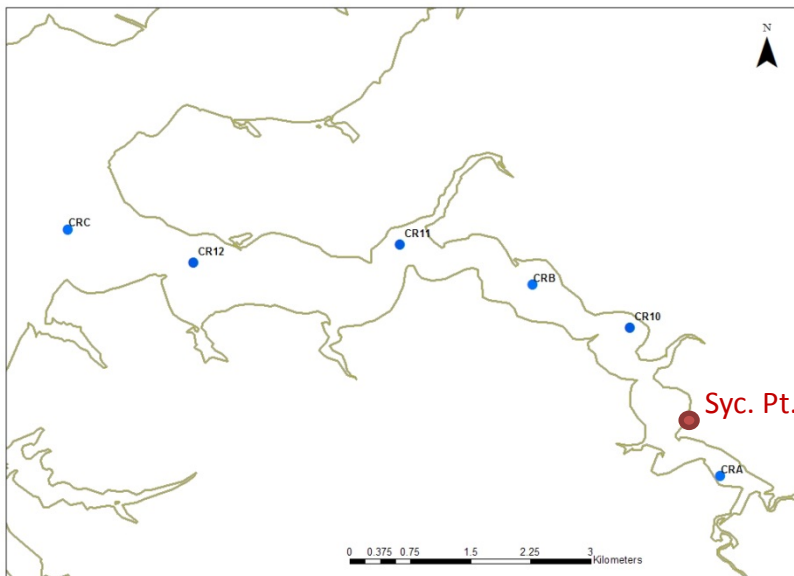 N
CRC
CR12
CR11
CRB
CR10
Syc. Pt.
CRA
0 0.375 0.75 1.5 2.25 3
Kilometers